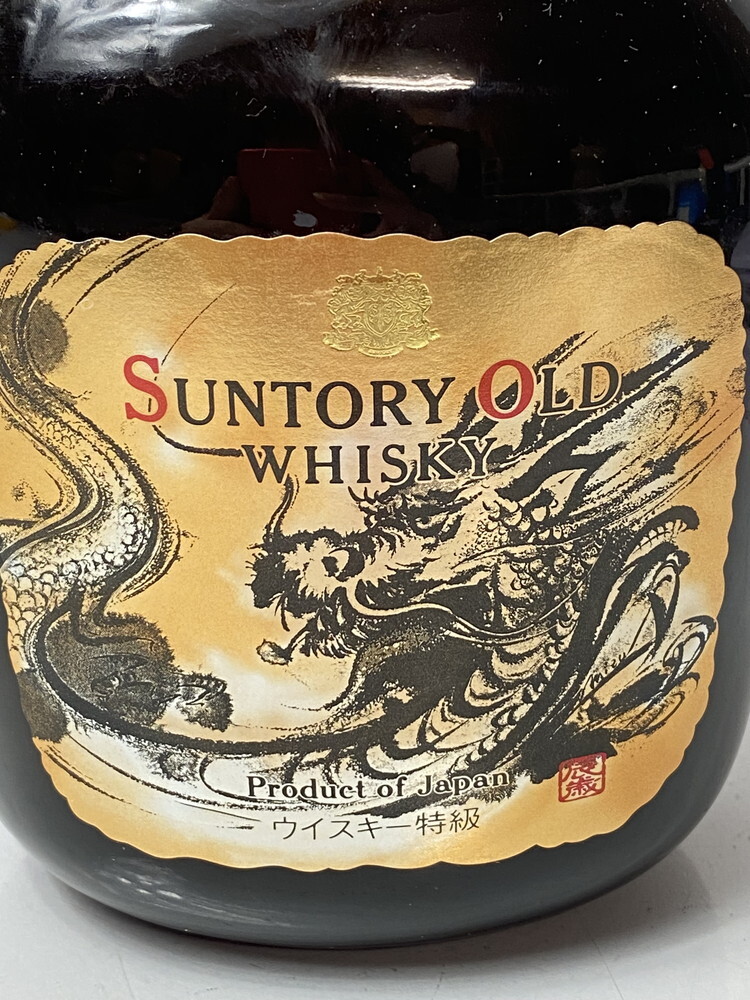 SUNTORY OLD
WHISKY
Product of Japan
ウイスキー特級